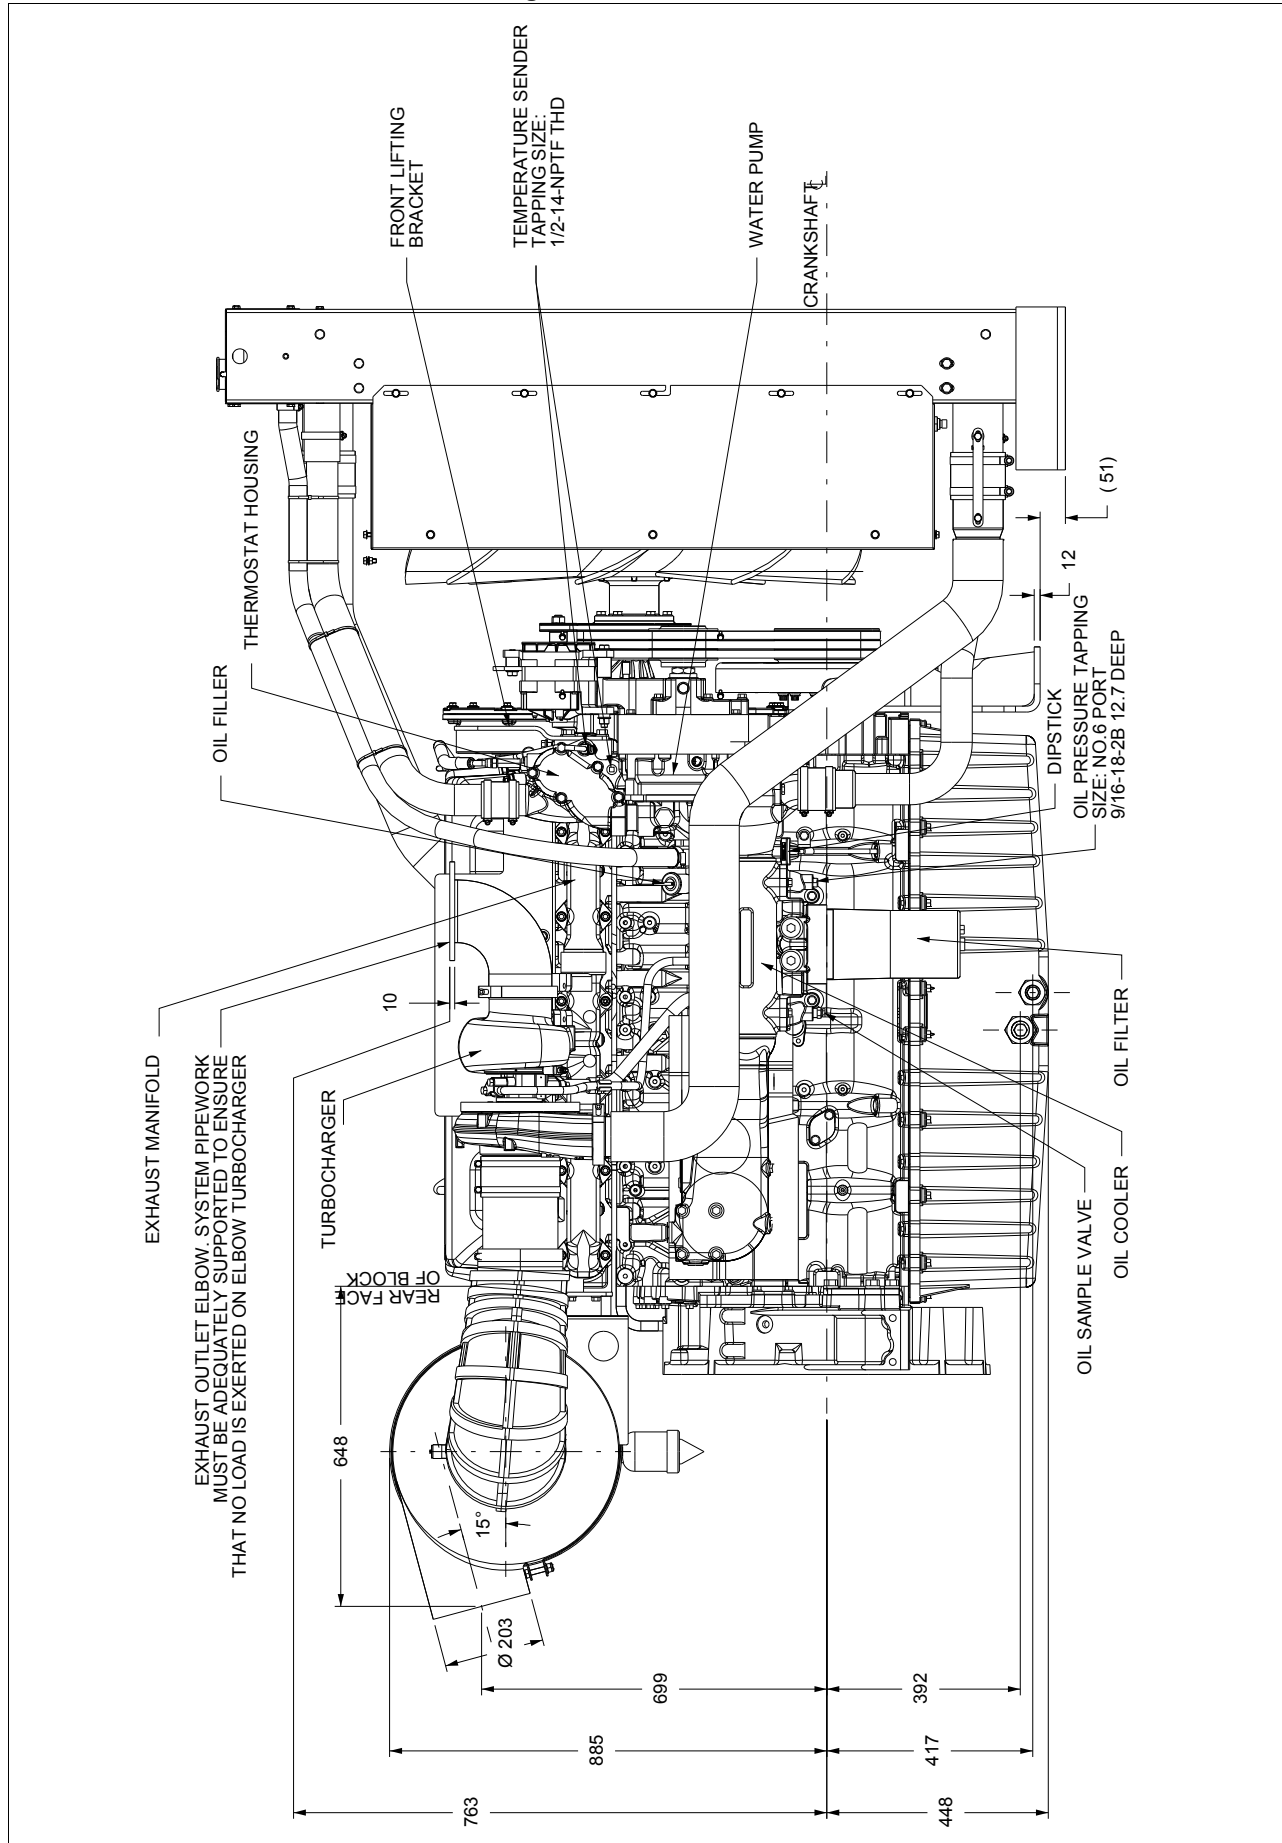 FRONT LIFTING
BRACKET
TEMPERATURE SENDER
TAPPING SIZE:
1/2-14-NPTF THD
WATER PUMP
CRANKSHAFT
THERMOSTAT HOUSING
OIL FILLER
(51)
12
DIPSTICK
OIL PRESSURE TAPPING
SIZE: NO.6 PORT
9/16-18-2B 12.7 DEEP
EXHAUST MANIFOLD
EXHAUST OUTLET ELBOW. SYSTEM PIPEWORK
MUST BE ADEQUATELY SUPPORTED TO ENSURE
THAT NO LOAD IS EXERTED ON ELBOW TURBOCHARGER
10
TURBOCHARGER
OIL FILTER
OIL COOLER
OIL SAMPLE VALVE
REAR FACE
OF BLOCK
648
15°
Ø 203
699
392
885
417
763
448